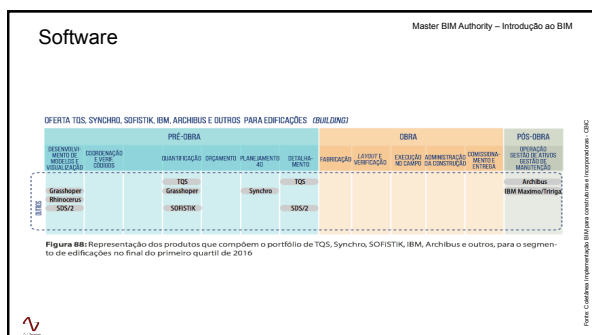 Software
Master BIM Authority – Introdução ao BIM
OFERTA TQS, SYNCHRO, SOFISTIK, IBM, ARCHIBUS E OUTROS PARA EDIFICAÇÕES (BUILDING)
PRÉ-OBRA
OBRA
PÓS-OBRA
DESENVOLVI-
MENTO DE
MODELOS E
VISUALIZAÇÃO
COORDENAÇÃO
E VERIF.
CÓDIGOS
QUANTIFICAÇÃO
ORÇAMENTO
PLANEJAMENTO
4D
DETALHA-
MENTO
FABRICAÇÃO
LAYOUT E
VERIFICAÇÃO
EXECUÇÃO
NO CAMPO
ADMINISTRAÇÃO
DA CONSTRUÇÃO
COMISSIONA-
MENTO E
ENTREGA
OPERAÇÃO
GESTÃO DE ATIVOS
GESTÃO DE
MANUTENÇÃO
OUTROS
TQS
TQS
Archibus
Grasshoper
Grasshoper
Synchro
IBM Maximo/Tririga
Rhinocerus
SDS/2
SOFiSTiK
SDS/2
Figura 88: Representação dos produtos que compõem o portfólio de TQS, Synchro, SOFiSTiK, IBM, Archibus e outros, para o segmen-
to de edificações no final do primeiro quartil de 2016
Fonte: Coletânea Implementação BIM para construtoras e Incorporadoras - CBIC